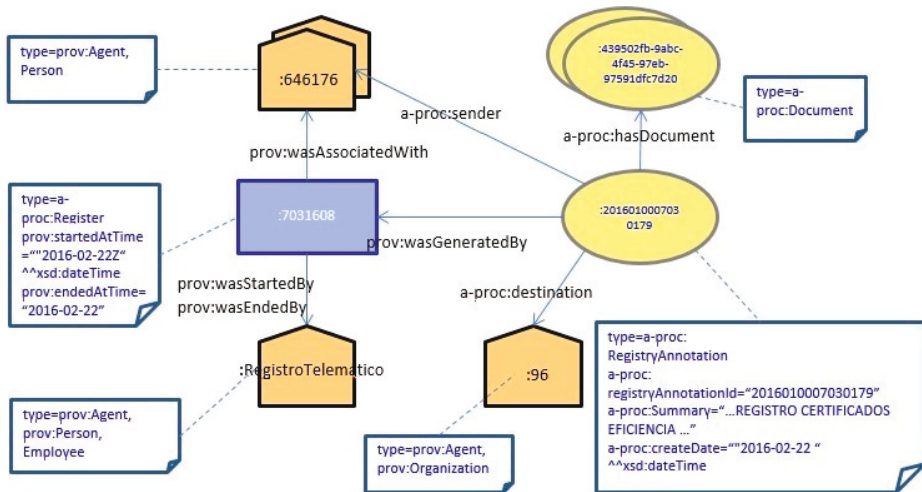 type=prov:Agent,
Person
:646176
:439502fb-9abc-
4f45-97eb-
97591dfc7d20
type=a-
proc:Document
a-proc:sender
a-proc:hasDocument
prov:wasAssociatedWith
type=a-
proc:Register
prov:startedAtTime
=“"2016-02-22Z“
^^xsd:dateTime
prov:endedAtTime=
“2016-02-22”
:7031608
:201601000703
0179
prov:wasGeneratedBy
prov:wasStartedBy
prov:wasEndedBy
a-proc:destination
:RegistroTelemático
:96
type=prov:Agent,
prov:Person,
Employee
type=prov:Agent,
prov:Organization
type=a-proc:
RegistryAnnotation
a-proc:
registryAnnotationId=“2016010007030179”
a-proc:Summary=“...REGISTRO CERTIFICADOS
EFICIENCIA ...”
a-proc:createDate=“"2016-02-22 “
^^xsd:dateTime